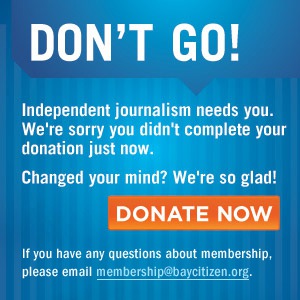 DON'T GO!
Independent journalism needs you.
We're sorry you didn't complete your
donation just now.
Changed your mind? We're so glad!
DONATE NOW
If you have any questions about membership,
please email membership@baycitizen.org.